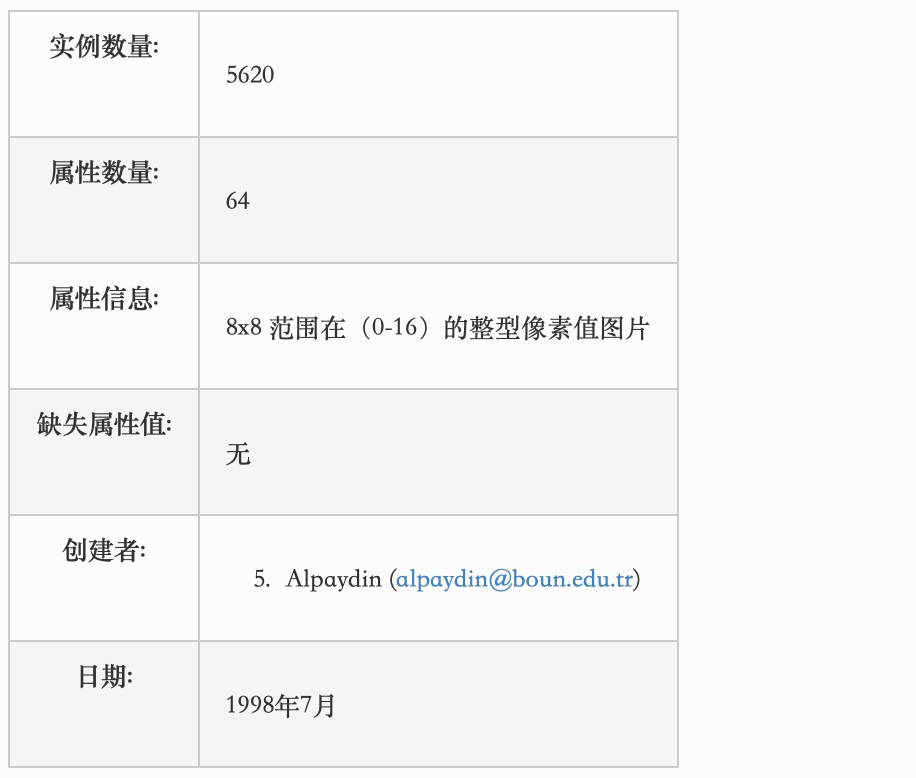 实例数量:
5620
属性数量:
64
属性信息:
8x8 范围在（0-16）的整型像素值图片
缺失属性值:
无
创建者:
5. Alpaydin (alpaydin@boun.edu.tr)
日期:
1998年7月